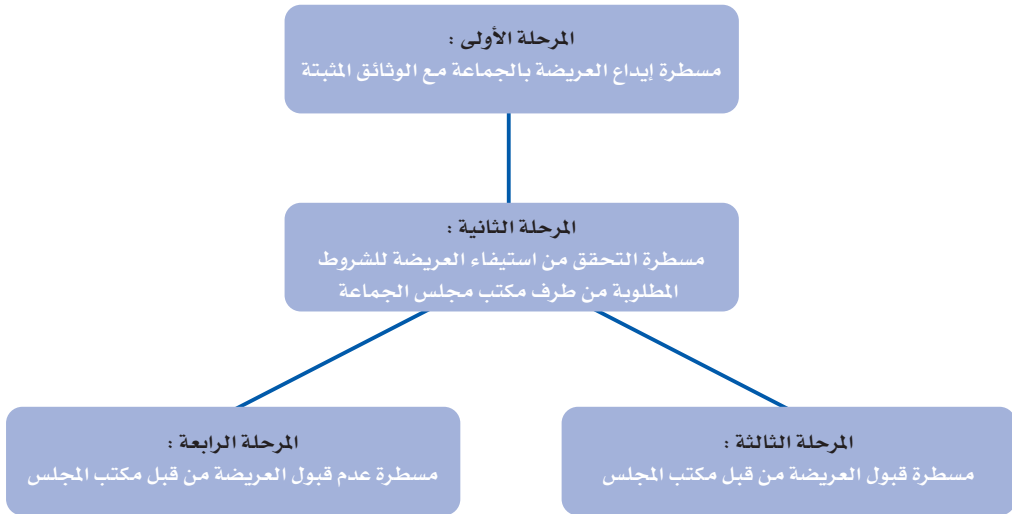 المرحلة الأولى :
مسطرة إيداع العريضة بالجماعة مع الوثائق المثبتة
المرحلة الثانية :
مسطرة التحقق من استيفاء العريضة للشروط
المطلوبة من طرف مكتب مجلس الجماعة
المرحلة الثالثة :
مسطرة قبول العريضة من قبل مكتب المجلس
المرحلة الرابعة :
مسطرة عدم قبول العريضة من قبل مكتب المجلس